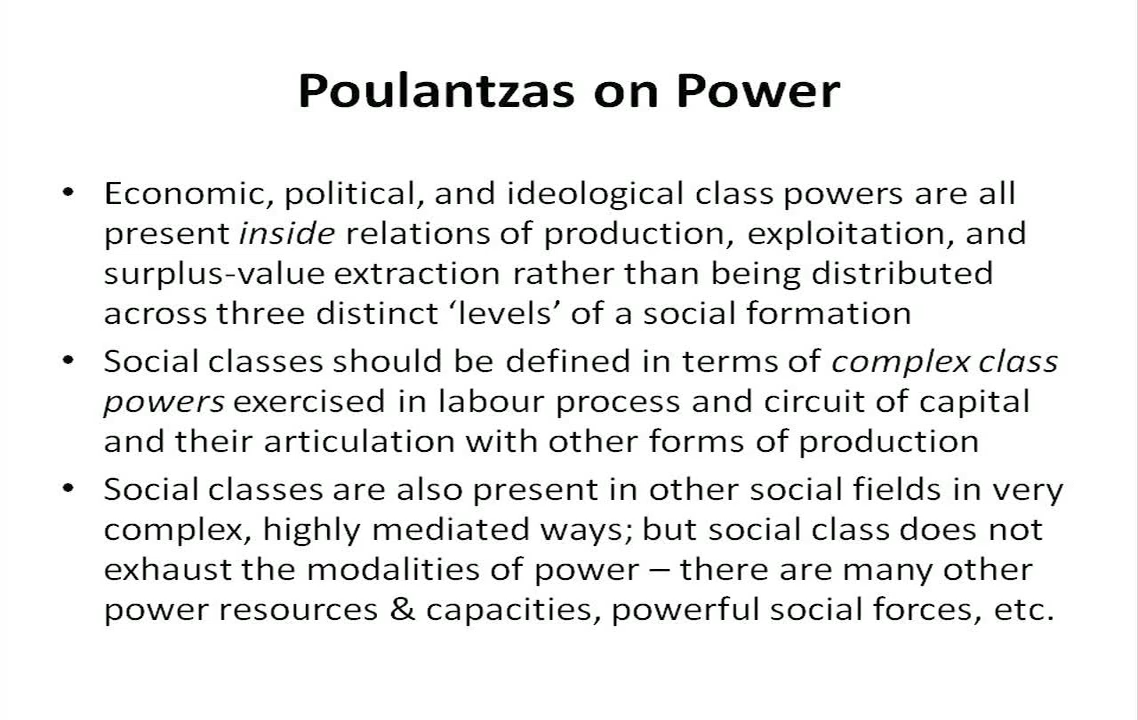 Poulantzas on Power
• Economic, political, and ideological class powers are all
present inside relations of production, exploitation, and
surplus-value extraction rather than being distributed
across three distinct ‘levels’ of a social formation
• Social classes should be defined in terms of complex class
powers exercised in labour process and circuit of capital
and their articulation with other forms of production
• Social classes are also present in other social fields in very
complex, highly mediated ways; but social class does not
exhaust the modalities of power – there are many other
power resources & capacities, powerful social forces, etc.